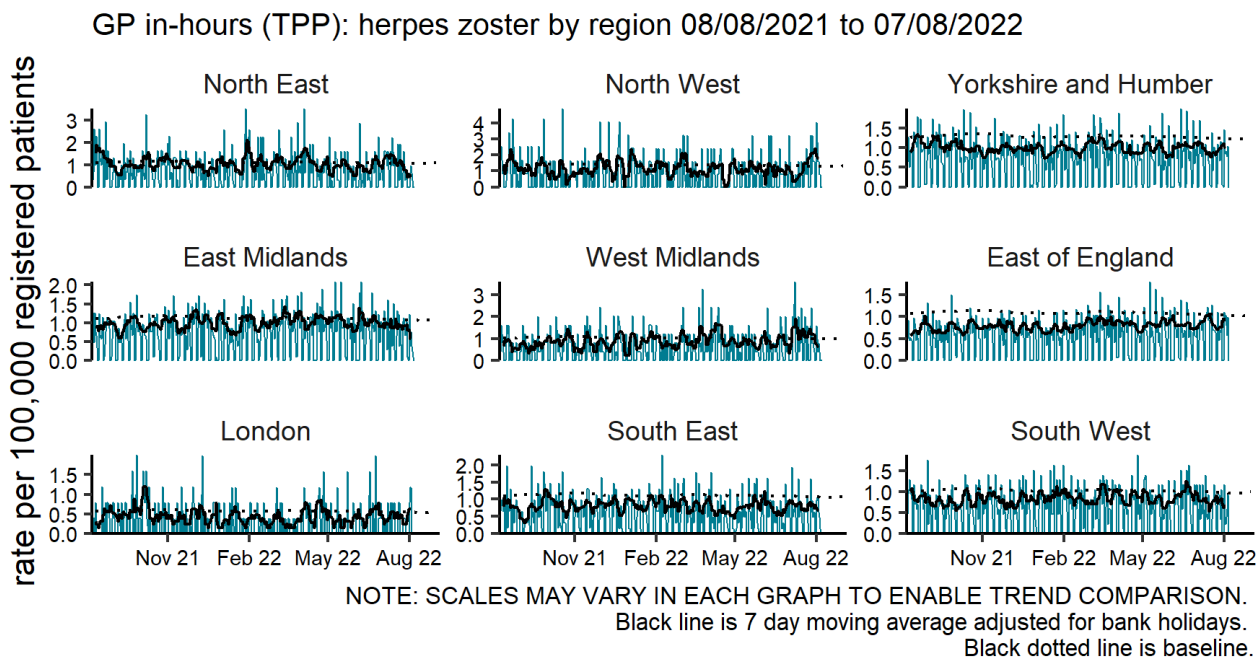 GP in-hours (TPP): herpes zoster by region 08/08/2021 to 07/08/2022
rate per 100,000 registered patients
North East
3
2
1
0
North West
4
3
2
1
0
Yorkshire and Humber
1.5
1.0
0.5
0.0
East Midlands
2.0
1.5
1.0
0.5
0.0
West Midlands
3
2
1
0
East of England
1.5
1.0
0.5
0.0
London
1.5
1.0
0.5
0.0
South East
2.0
1.5
1.0
0.5
0.0
South West
1.5
1.0
0.5
0.0
Nov 21 Feb 22 May 22 Aug 22
Nov 21 Feb 22 May 22 Aug 22
Nov 21 Feb 22 May 22 Aug 22
NOTE: SCALES MAY VARY IN EACH GRAPH TO ENABLE TREND COMPARISON.
Black line is 7 day moving average adjusted for bank holidays.
Black dotted line is baseline.